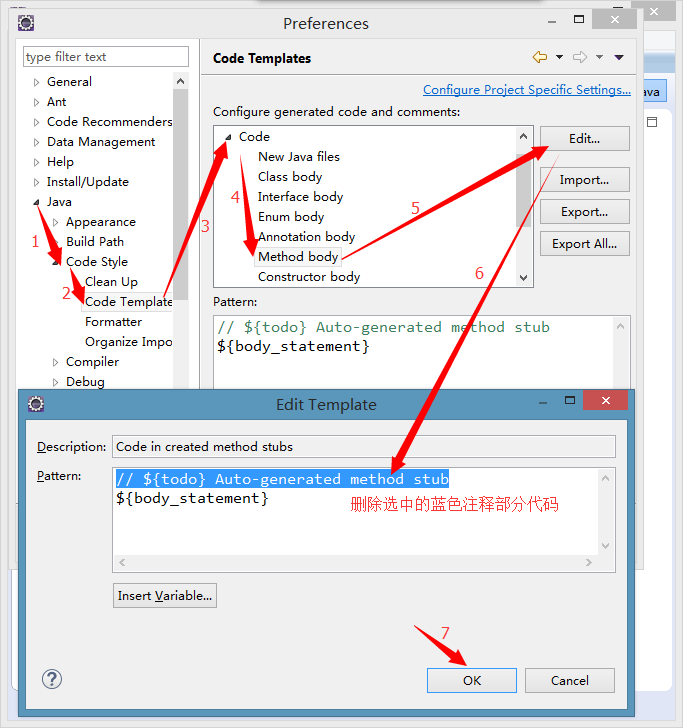 Preferences
type filter text
General
Ant
Code Recommenders
Data Management
Help
Install/Update
Java
Appearance
Build Path
Code Style
Clean Up
Code Template
Formatter
Organize Impo
Compiler
Debug
1
2
Code Templates
Configure Project Specific Settings...
Configure generated code and comments:
Code
New Java files
Class body
Interface body
Enum body
Annotation body
Method body
Constructor body
3
4
5
6
Edit...
Import...
Export...
Export All...
ava
Pattern:
// ${todo} Auto-generated method stub
${body_statement}
Edit Template
Description:
Code in created method stubs
Pattern:
// ${todo} Auto-generated method stub
${body_statement}
删除选中的蓝色注释部分代码
Insert Variable...
7
?
OK
Cancel